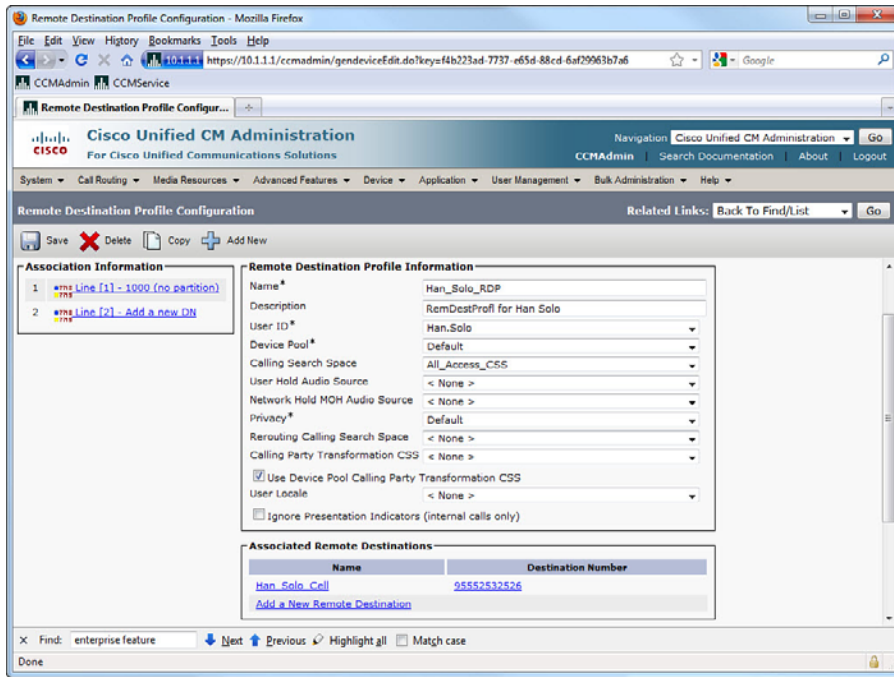 Remote Destination Profile Configuration - Mozilla Firefox
File Edit View History Bookmarks Tools Help
10.1.1.1 https://10.1.1.1/ccmadmin/gendeviceEdit.do?key=f4b223ad-7737-e65d-88cd-6af29963b7a6 Google
CCMAdmin CCMService
Remote Destination Profile Configur...
cisco
Cisco Unified CM Administration
For Cisco Unified Communications Solutions
Navigation Cisco Unified CM Administration Go
CCMAdmin | Search Documentation | About | Logout
System Call Routing Media Resources Advanced Features Device Application User Management Bulk Administration Help
Remote Destination Profile Configuration
Related Links: Back To Find/List Go
Save Delete Copy Add New
Association Information
1 Line [1] - 1000 (no partition)
2 Line [2] - Add a new DN
Remote Destination Profile Information
Name* Han_Solo_RDP
Description RemDestProfl for Han Solo
User ID* Han.Solo
Device Pool* Default
Calling Search Space All_Access_CSS
User Hold Audio Source < None >
Network Hold MOH Audio Source < None >
Privacy* Default
Rerouting Calling Search Space < None >
Calling Party Transformation CSS < None >
Use Device Pool Calling Party Transformation CSS
User Locale < None >
Ignore Presentation Indicators (internal calls only)
Associated Remote Destinations
Name Destination Number
Han_Solo_Cell 95552532526
Add a New Remote Destination
× Find: enterprise feature Next Previous Highlight all Match case
Done